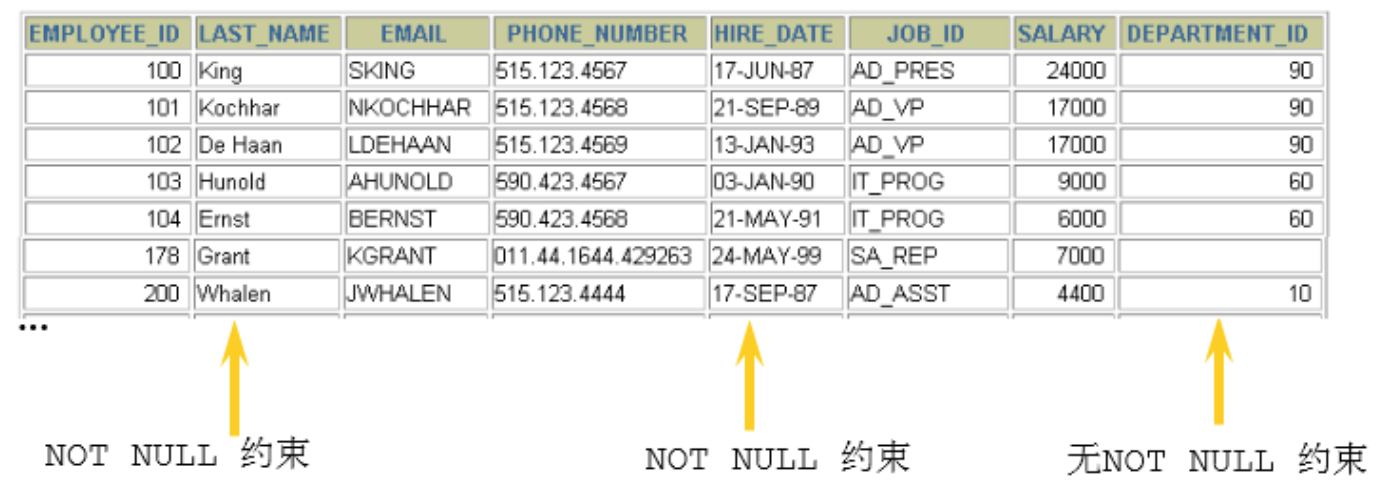 EMPLOYEE_ID LAST_NAME EMAIL PHONE_NUMBER HIRE_DATE JOB_ID SALARY DEPARTMENT_ID
100 King SKING 515.123.4567 17-JUN-87 AD_PRES 24000 90
101 Kochhar NKOCHHAR 515.123.4568 21-SEP-89 AD_VP 17000 90
102 De Haan LDEHAAN 515.123.4569 13-JAN-93 AD_VP 17000 90
103 Hunold AHUNOLD 590.423.4567 03-JAN-90 IT_PROG 9000 60
104 Ernst BERNST 590.423.4568 21-MAY-91 IT_PROG 6000 60
178 Grant KGRANT 011.44.1644.429263 24-MAY-99 SA_REP 7000
200 Whalen JWHALEN 515.123.4444 17-SEP-87 AD_ASST 4400 10
...
NOT NULL 约束 NOT NULL 约束 无NOT NULL 约束